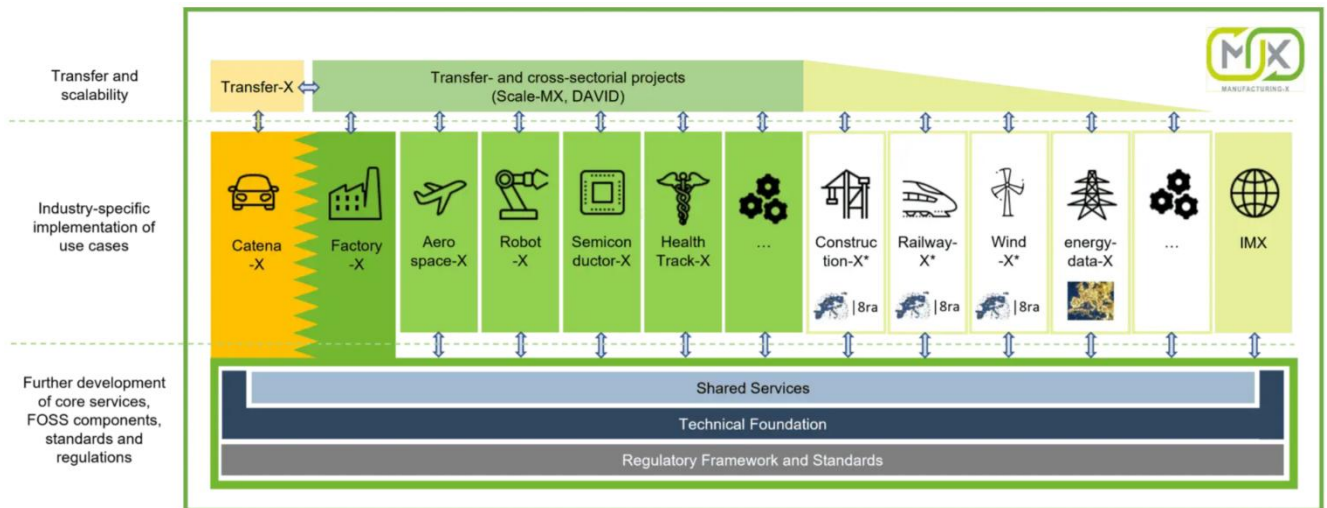 MX
MANUFACTURING-X
Transfer and
scalability
Transfer-X
Transfer- and cross-sectorial projects
(Scale-MX, DAVID)
Industry-specific
implementation of
use cases
Catena
-X
Factory
-X
Aero
space-X
Robot
-X
Semicon
ductor-X
Health
Track-X
...
Construc
tion-X*
|8ra
Railway-
X*
|8ra
Wind
-X*
|8ra
energy-
data-X
...
IMX
Further development
of core services,
FOSS components,
standards and
regulations
Shared Services
Technical Foundation
Regulatory Framework and Standards